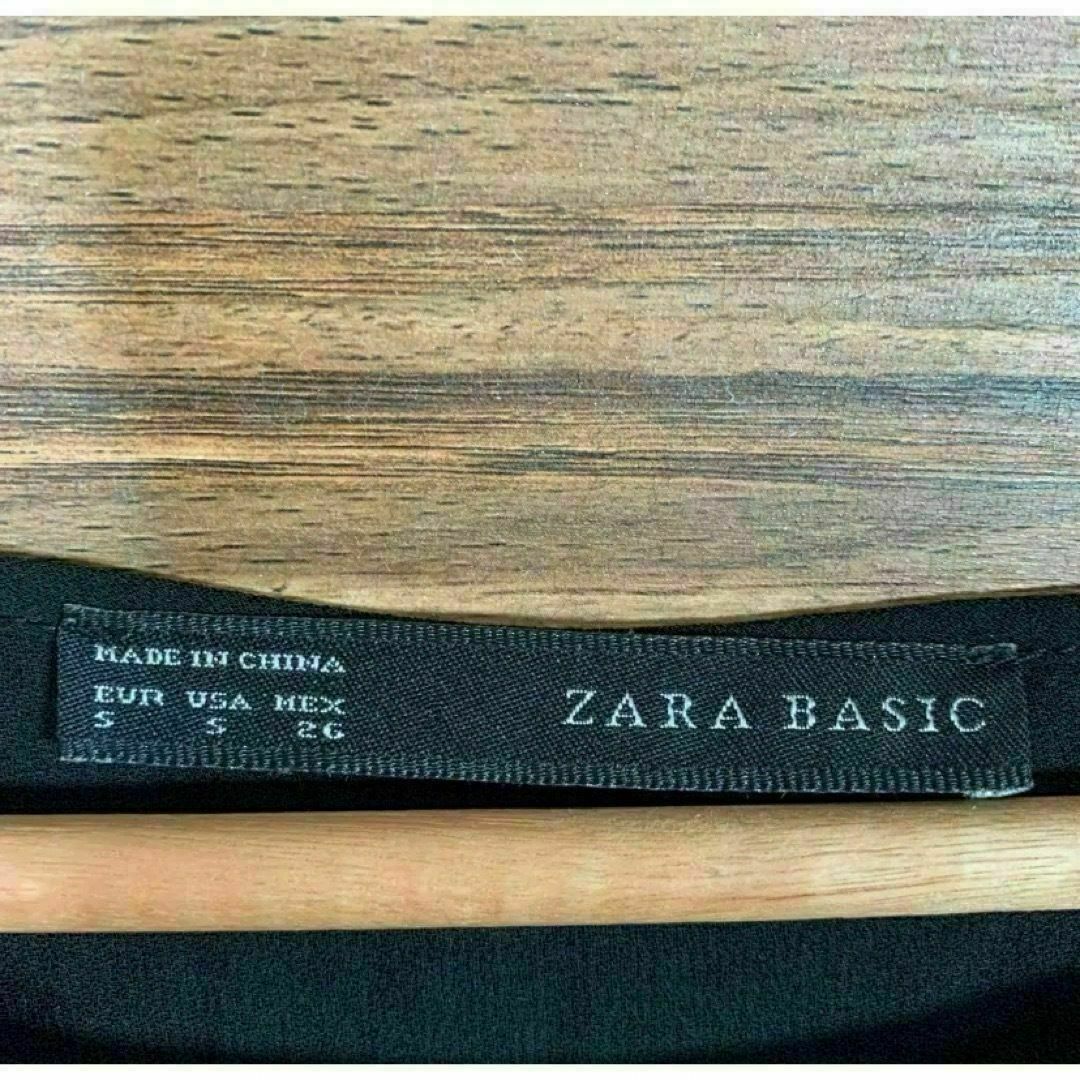 MADE IN CHINA
EUR USA MEX
S S 26
ZARA BASIC